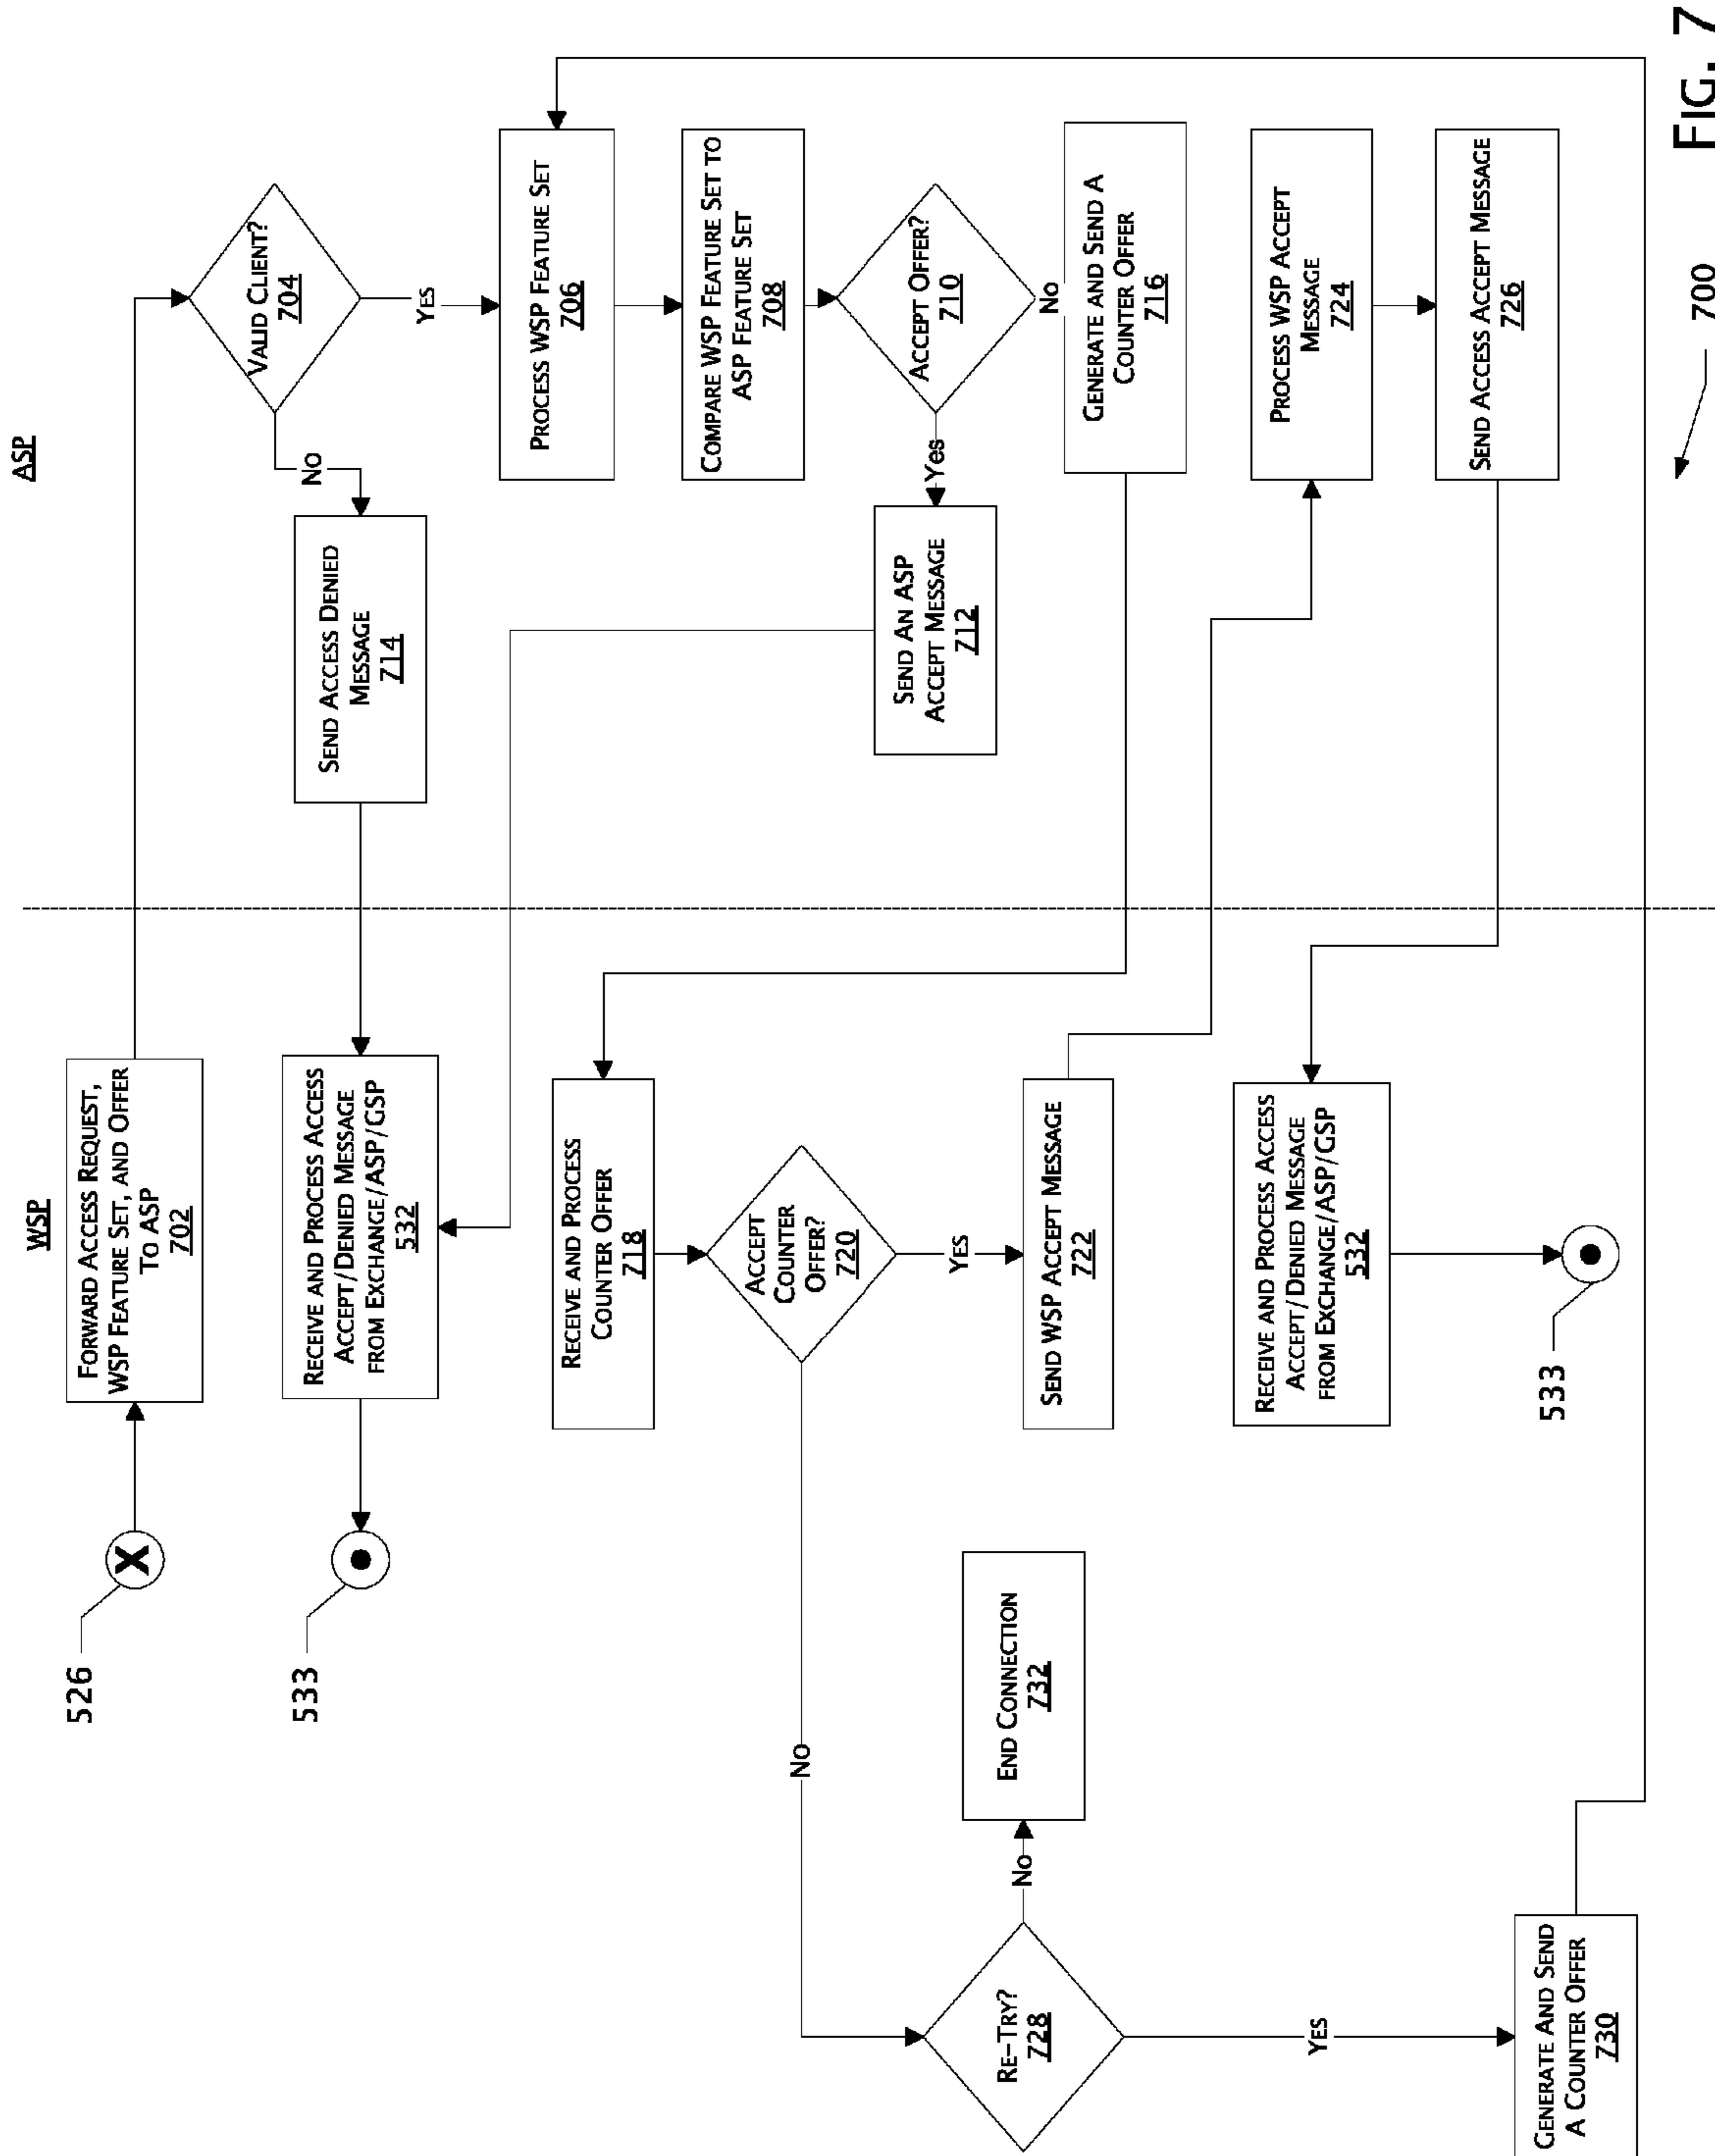 WSP
ASP
526
X
FORWARD ACCESS REQUEST,
WSP FEATURE SET, AND OFFER
TO ASP
702
VALID CLIENT?
704
NO
YES
533
RECEIVE AND PROCESS ACCESS
ACCEPT/DENIED MESSAGE
FROM EXCHANGE/ASP/GSP
532
SEND ACCESS DENIED
MESSAGE
714
PROCESS WSP FEATURE SET
706
RECEIVE AND PROCESS
COUNTER OFFER
718
COMPARE WSP FEATURE SET TO
ASP FEATURE SET
708
ACCEPT
COUNTER
OFFER?
720
NO
YES
SEND AN ASP
ACCEPT MESSAGE
712
Yes
ACCEPT OFFER?
710
No
RE-TRY?
728
No
YES
END CONNECTION
732
SEND WSP ACCEPT MESSAGE
722
GENERATE AND SEND A
COUNTER OFFER
716
RECEIVE AND PROCESS ACCESS
ACCEPT/DENIED MESSAGE
FROM EXCHANGE/ASP/GSP
532
PROCESS WSP ACCEPT
MESSAGE
724
SEND ACCESS ACCEPT MESSAGE
726
533
GENERATE AND SEND
A COUNTER OFFER
730
700
FIG. 7